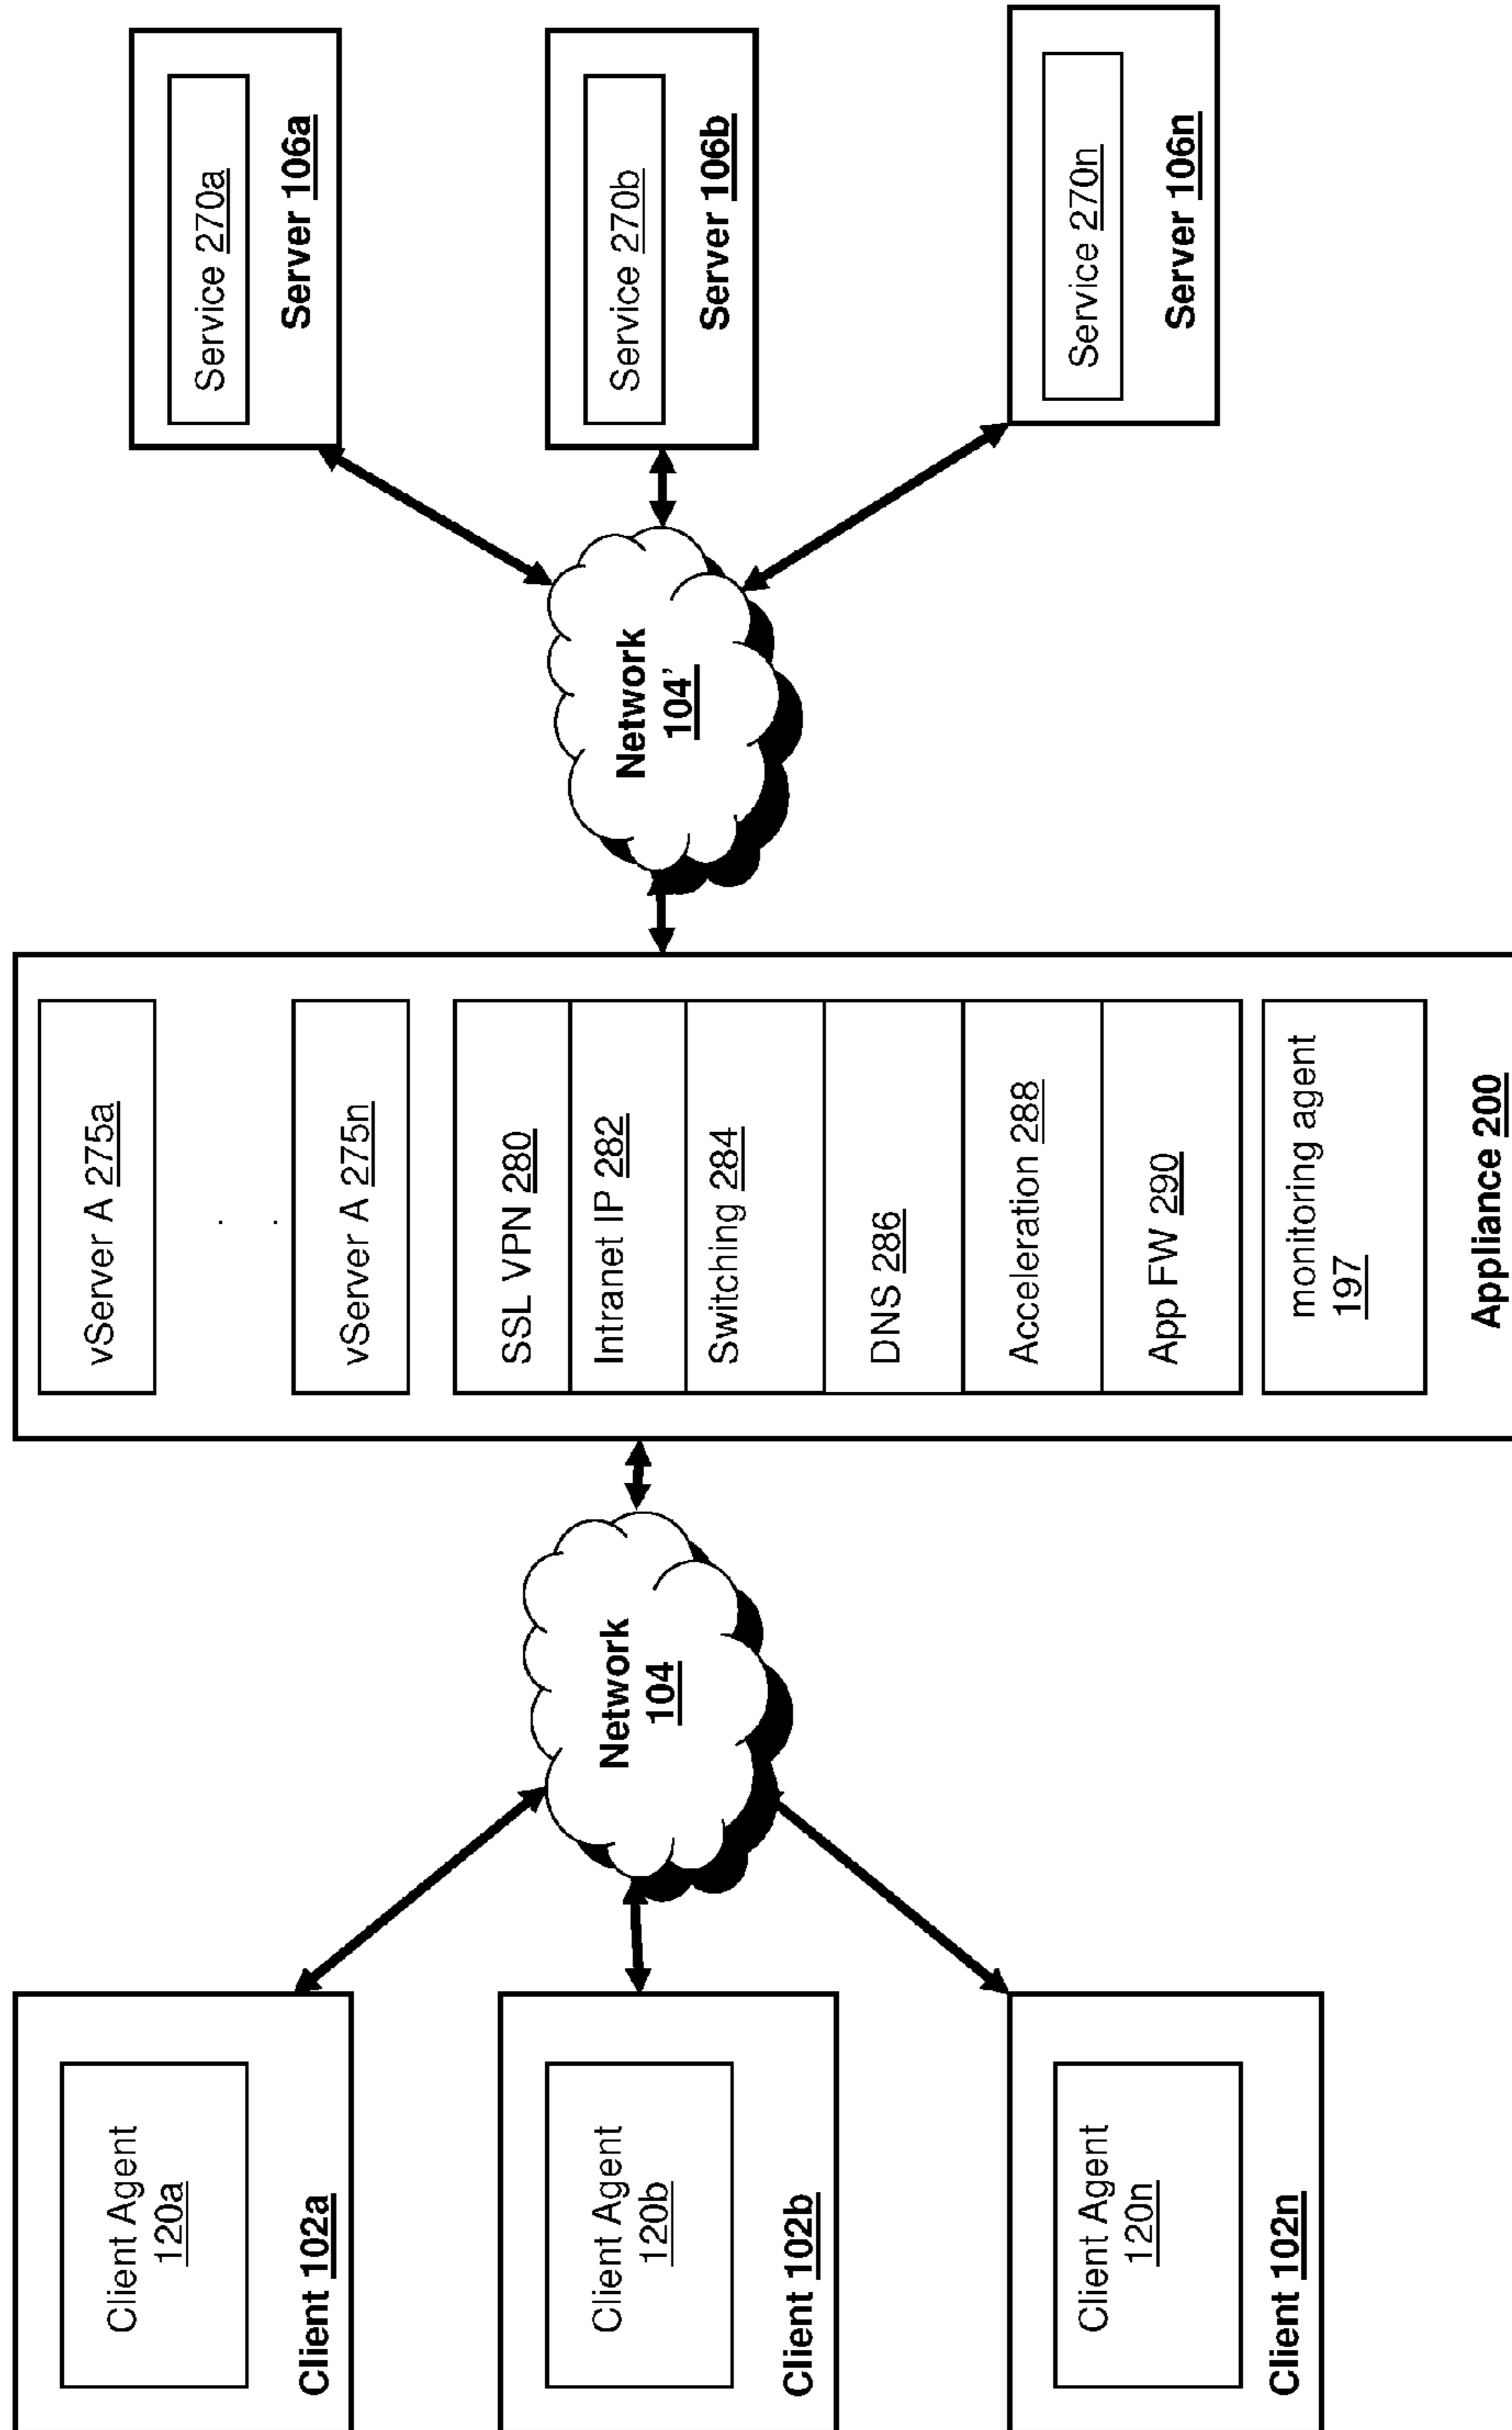 Client Agent
120a
Client 102a
Client Agent
120b
Client 102b
Client Agent
120n
Client 102n
Network
104
vServer A 275a
vServer A 275n
SSL VPN 280
Intranet IP 282
Switching 284
DNS 286
Acceleration 288
App FW 290
monitoring agent
197
Appliance 200
Network
104'
Service 270a
Server 106a
Service 270b
Server 106b
Service 270n
Server 106n